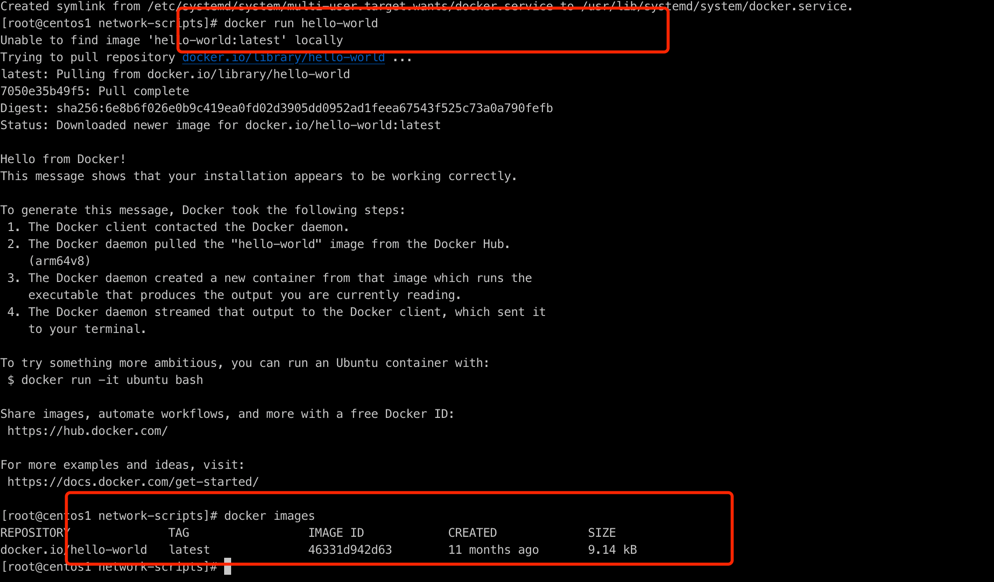 Created symlink from /etc/systemd/system/multi-user.target.wants/docker.service to /usr/lib/systemd/system/docker.service.
[root@centos1 network-scripts]# docker run hello-world
Unable to find image 'hello-world:latest' locally
Trying to pull repository docker.io/library/hello-world ...
latest: Pulling from docker.io/library/hello-world
7050e35b49f5: Pull complete
Digest: sha256:6e8b6f026e0b9c419ea0fd02d3905dd0952ad1feea67543f525c73a0a790fefb
Status: Downloaded newer image for docker.io/hello-world:latest
Hello from Docker!
This message shows that your installation appears to be working correctly.
To generate this message, Docker took the following steps:
1. The Docker client contacted the Docker daemon.
2. The Docker daemon pulled the "hello-world" image from the Docker Hub.
(arm64v8)
3. The Docker daemon created a new container from that image which runs the
executable that produces the output you are currently reading.
4. The Docker daemon streamed that output to the Docker client, which sent it
to your terminal.
To try something more ambitious, you can run an Ubuntu container with:
$ docker run -it ubuntu bash
Share images, automate workflows, and more with a free Docker ID:
https://hub.docker.com/
For more examples and ideas, visit:
https://docs.docker.com/get-started/
[root@centos1 network-scripts]# docker images
REPOSITORY TAG IMAGE ID CREATED SIZE
docker.io/hello-world latest 46331d942d63 11 months ago 9.14 kB
[root@centos1 network-scripts]#